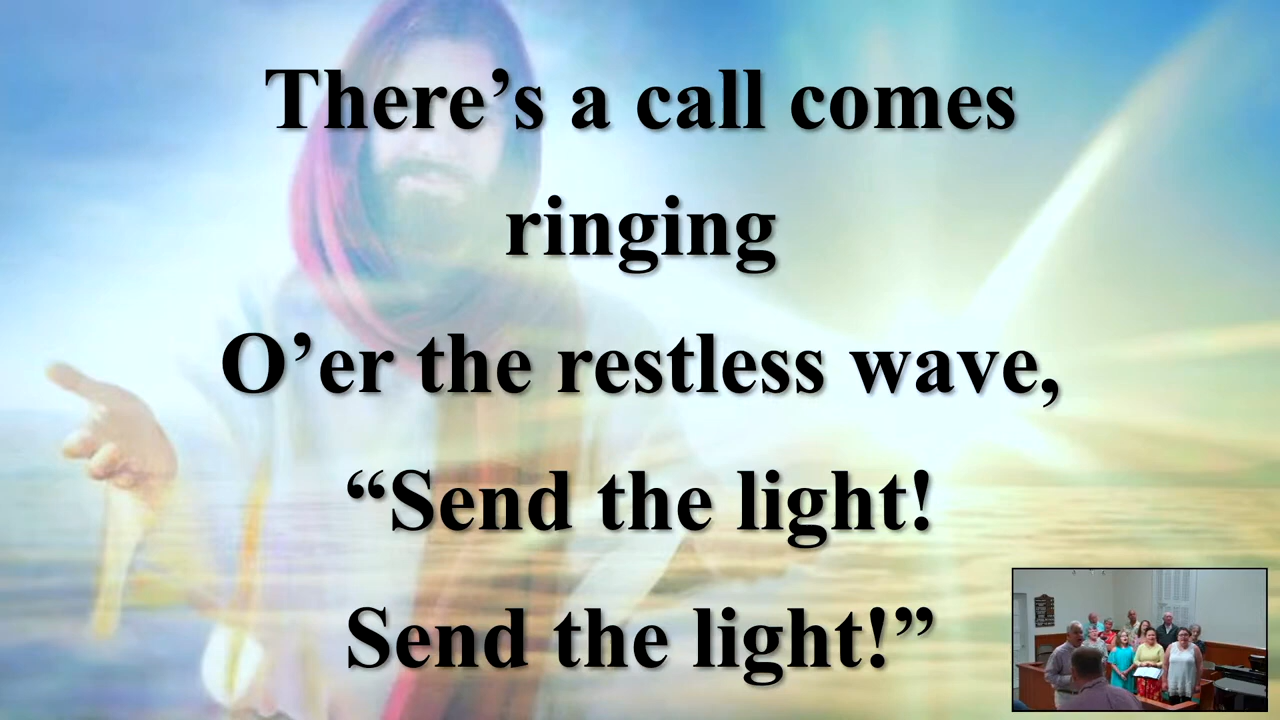 There’s a call comes
ringing
O’er the restless wave,
“Send the light!
Send the light!”